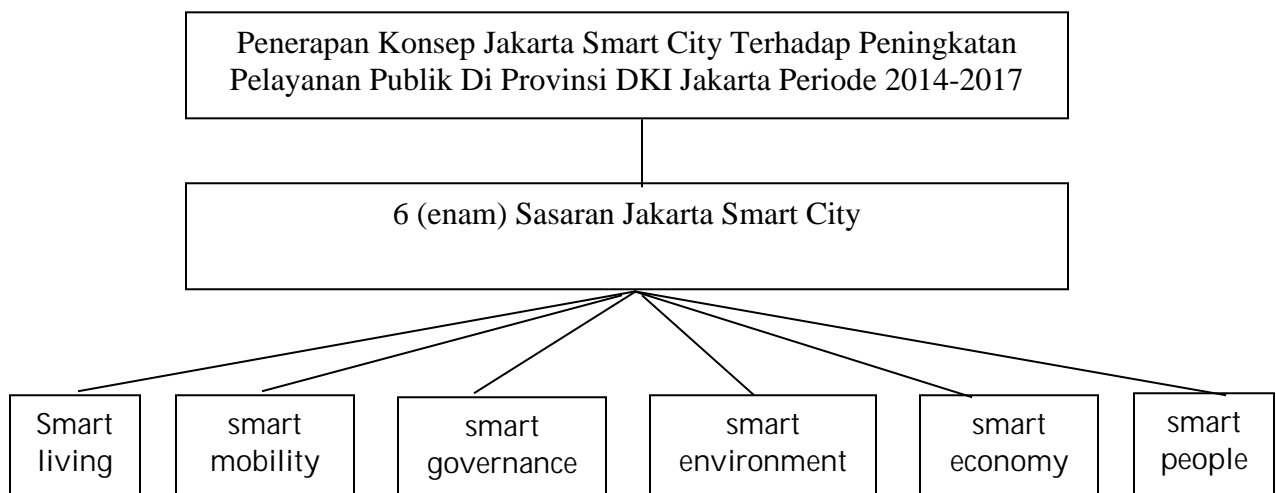 Penerapan Konsep Jakarta Smart City Terhadap Peningkatan
Pelayanan Publik Di Provinsi DKI Jakarta Periode 2014-2017
6 (enam) Sasaran Jakarta Smart City
Smart
living
smart
mobility
smart
governance
smart
environment
smart
economy
smart
people